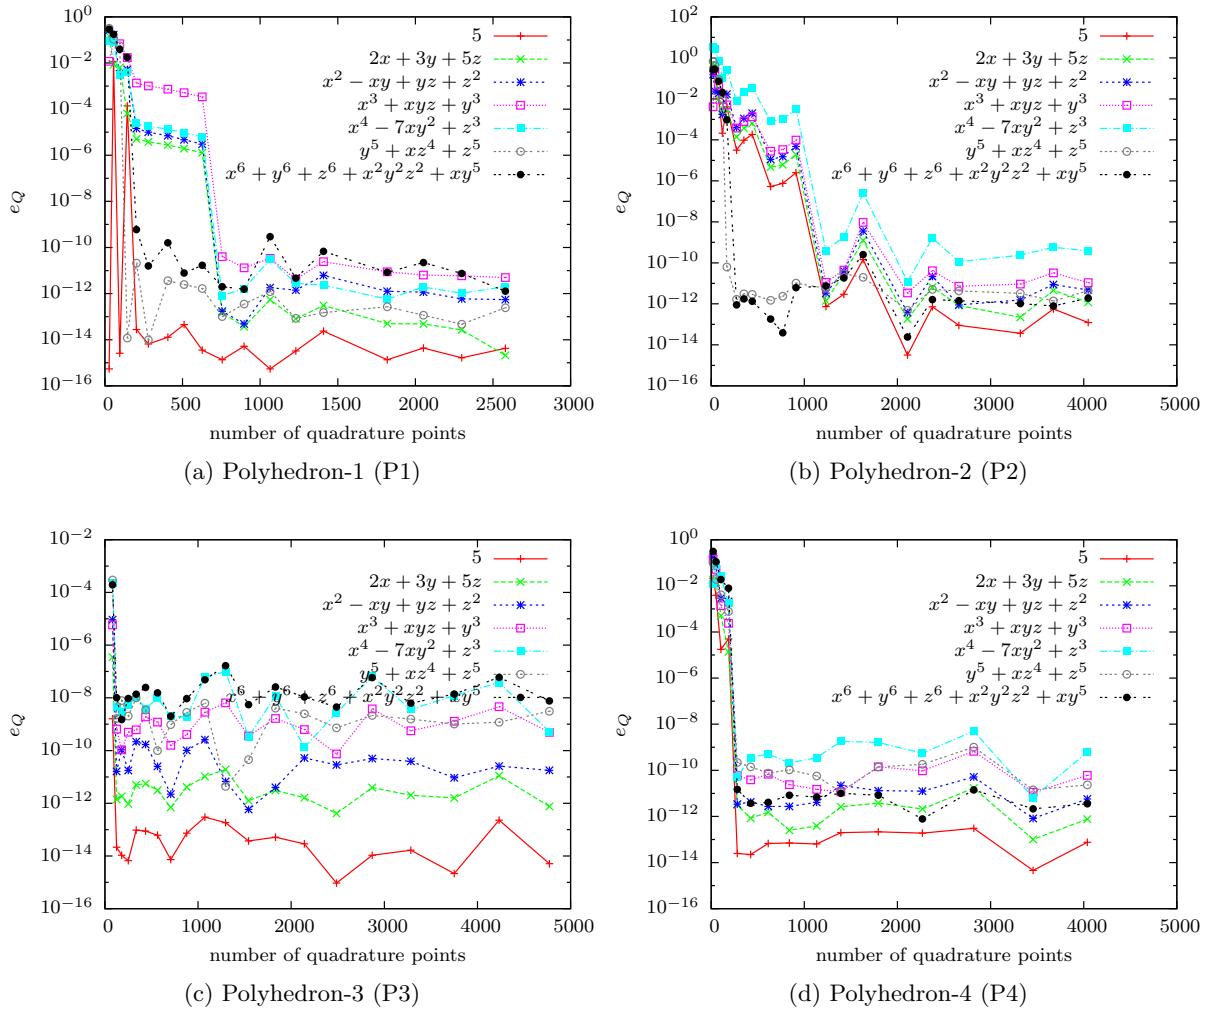 10^0
10^-2
10^-4
10^-6
10^-8
10^-10
10^-12
10^-14
10^-16
e_Q
5
2x + 3y + 5z
x^2 − xy + yz + z^2
x^3 + xyz + y^3
x^4 − 7xy^2 + z^3
y^5 + xz^4 + z^5
x^6 + y^6 + z^6 + x^2y^2z^2 + xy^5
0 500 1000 1500 2000 2500 3000
number of quadrature points
(a) Polyhedron-1 (P1)
10^2
10^0
10^-2
10^-4
10^-6
10^-8
10^-10
10^-12
10^-14
10^-16
e_Q
5
2x + 3y + 5z
x^2 − xy + yz + z^2
x^3 + xyz + y^3
x^4 − 7xy^2 + z^3
y^5 + xz^4 + z^5
x^6 + y^6 + z^6 + x^2y^2z^2 + xy^5
0 1000 2000 3000 4000 5000
number of quadrature points
(b) Polyhedron-2 (P2)
10^-2
10^-4
10^-6
10^-8
10^-10
10^-12
10^-14
10^-16
e_Q
5
2x + 3y + 5z
x^2 − xy + yz + z^2
x^3 + xyz + y^3
x^4 − 7xy^2 + z^3
y^5 + xz^4 + z^5
x^6 + y^6 + z^6 + x^2y^2z^2 + xy^5
0 1000 2000 3000 4000 5000
number of quadrature points
(c) Polyhedron-3 (P3)
10^0
10^-2
10^-4
10^-6
10^-8
10^-10
10^-12
10^-14
10^-16
e_Q
5
2x + 3y + 5z
x^2 − xy + yz + z^2
x^3 + xyz + y^3
x^4 − 7xy^2 + z^3
y^5 + xz^4 + z^5
x^6 + y^6 + z^6 + x^2y^2z^2 + xy^5
0 1000 2000 3000 4000 5000
number of quadrature points
(d) Polyhedron-4 (P4)